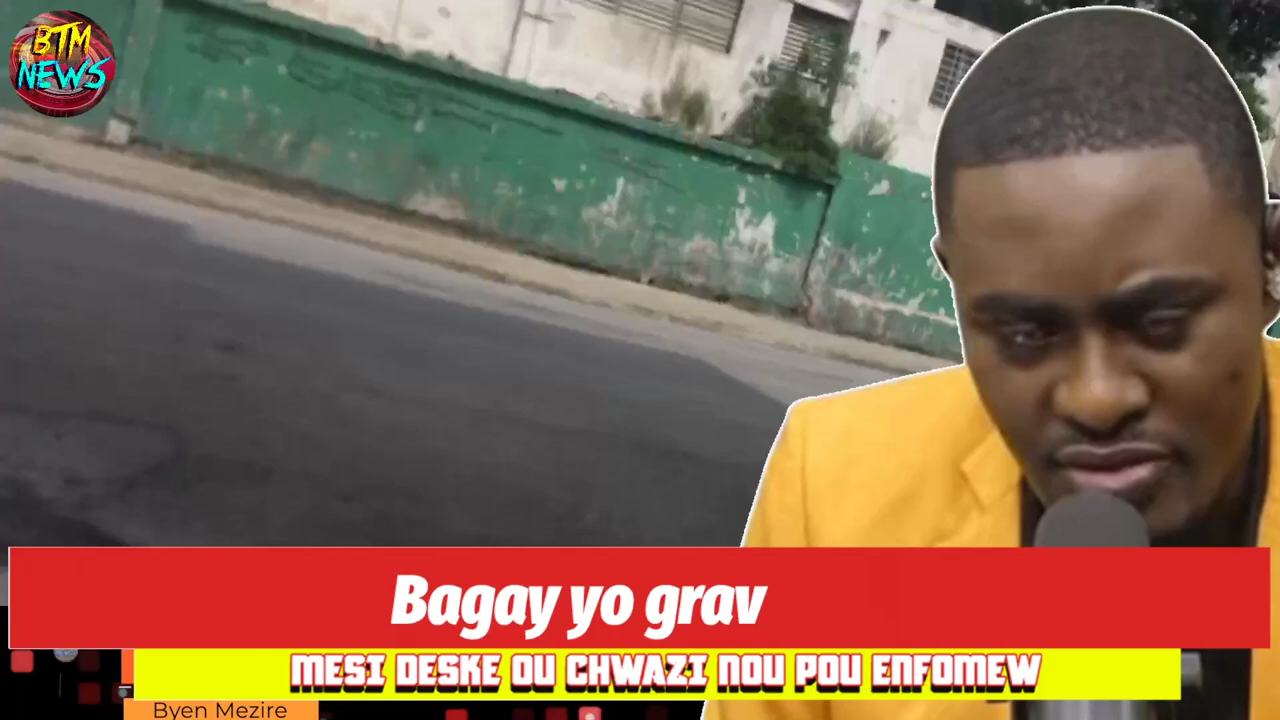 BTM
NEWS
Bagay yo grav
MESI DESKE OU CHWAZI NOU POU ENFOMEW
Byen Mezire